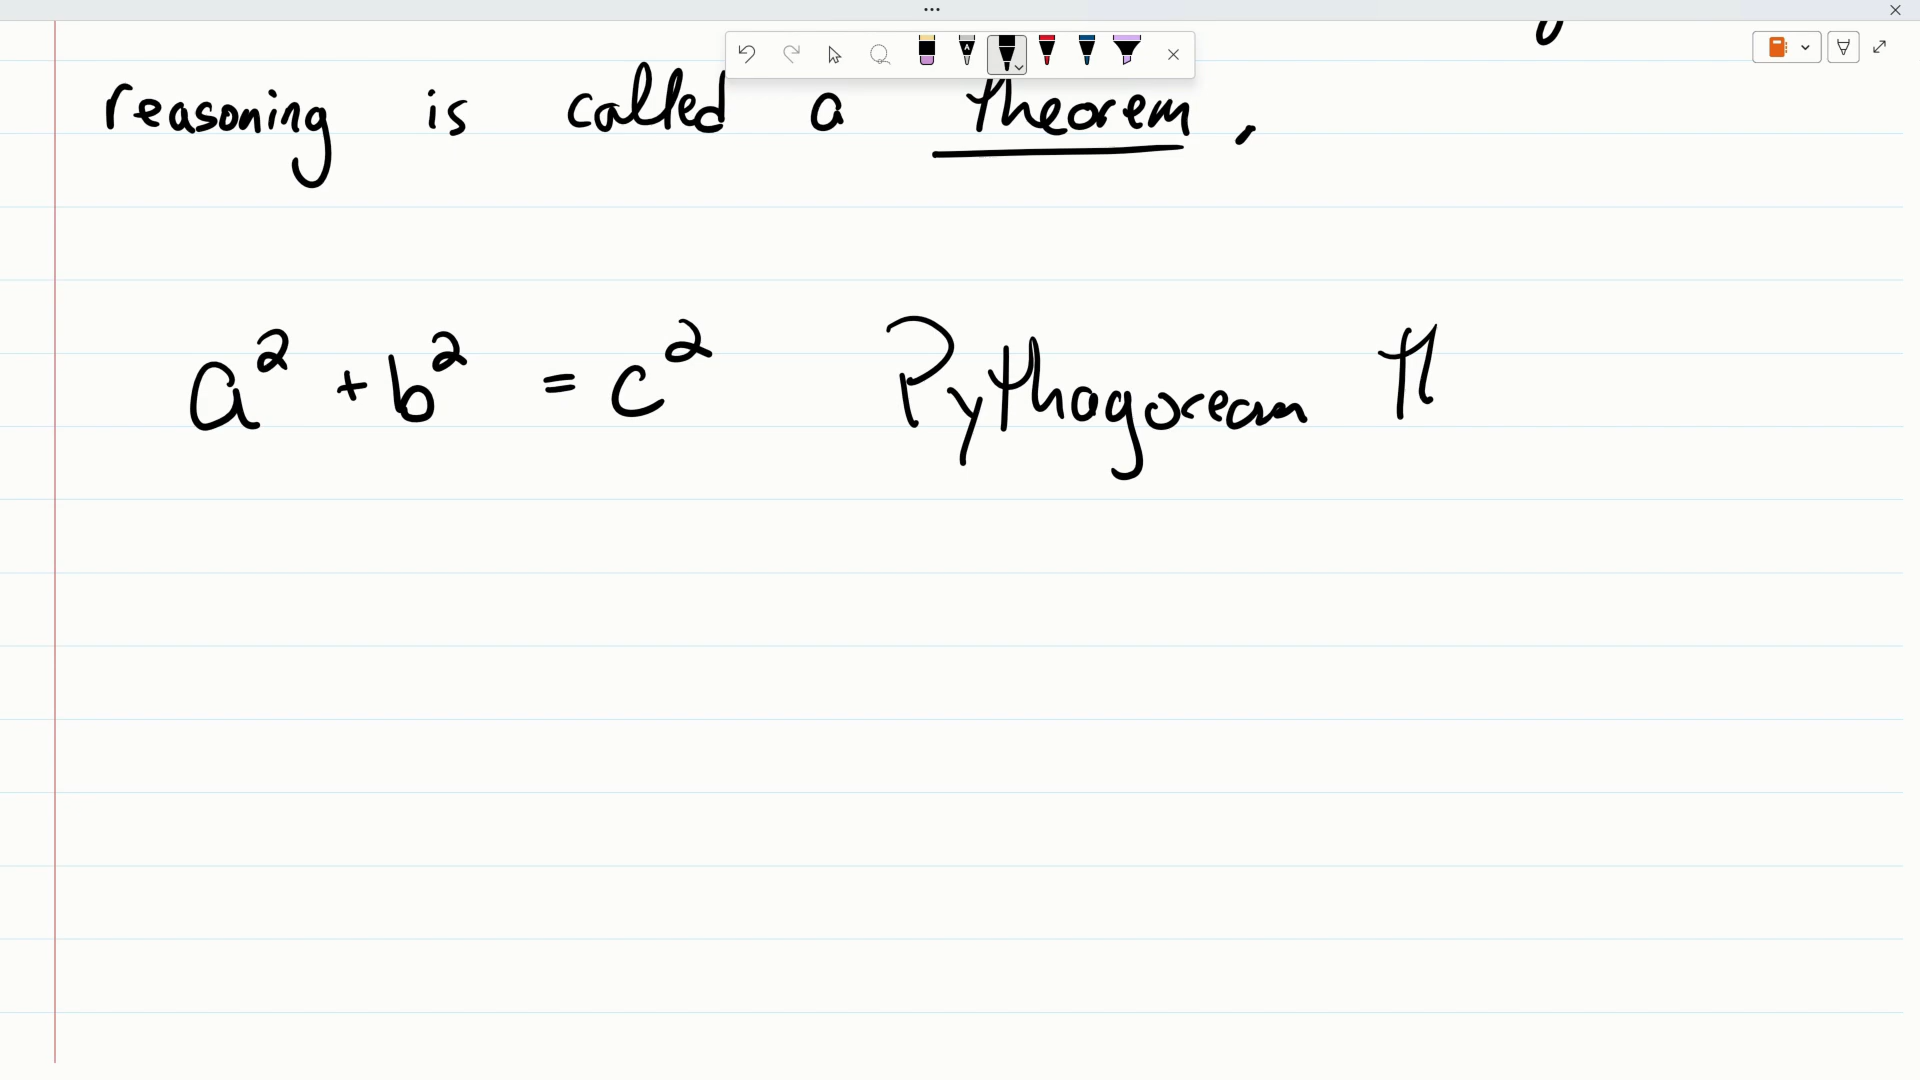 reasoning is called a theorem.
a² + b² = c² Pythagorean Th